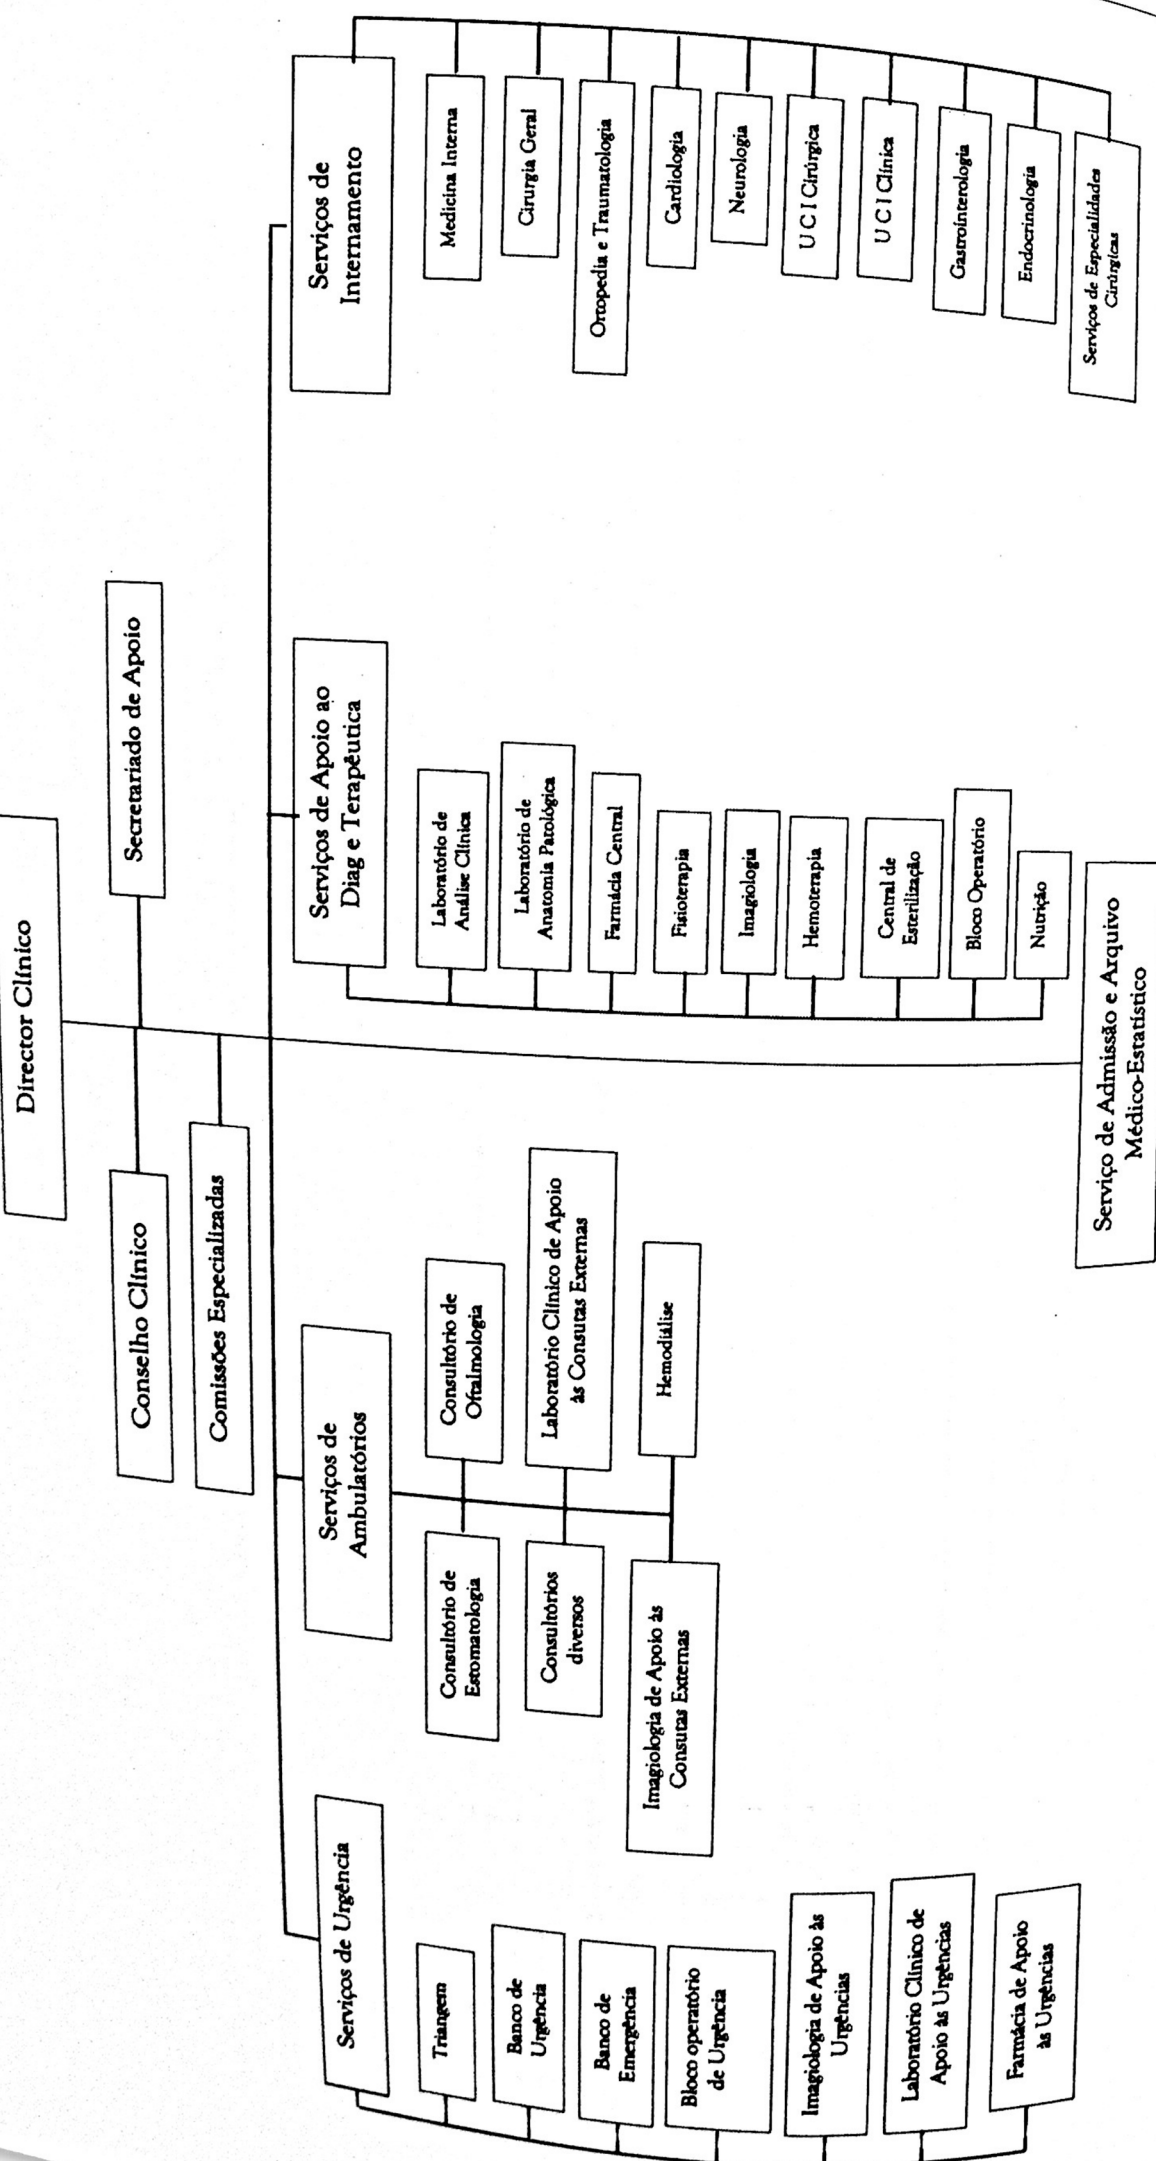 Director Clínico
Conselho Clínico
Secretariado de Apoio
Comissões Especializadas
Serviços de Urgência
Triangem
Banco de
Urgência
Banco de
Emergência
Bloco operatório
de Urgência
Imagiologia de Apoio às
Urgências
Laboratório Clínico de
Apoio às Urgências
Farmácia de Apoio
às Urgências
Serviços de
Ambulatórios
Consultório de
Estomatologia
Consultório de
Oftalmologia
Consultórios
diversos
Laboratório Clínico de Apoio
às Consutas Externas
Imagiologia de Apoio às
Consutas Externas
Hemodiálise
Serviços de Apoio ao
Diag e Terapêutica
Laboratório de
Análise Clínica
Laboratório de
Anatomia Patológica
Farmácia Central
Fisioterapia
Imagiologia
Hemoterapia
Central de
Esterilização
Bloco Operatório
Nutrição
Serviços de
Internamento
Medicina Interna
Cirurgia Geral
Ortopedia e Traumatologia
Cardiologia
Neurologia
U C I Cirúrgica
U C I Clínica
Gastrointerologia
Endocrinologia
Serviços de Especialidades
Cirúrgicas
Serviço de Admissão e Arquivo
Médico-Estatístico